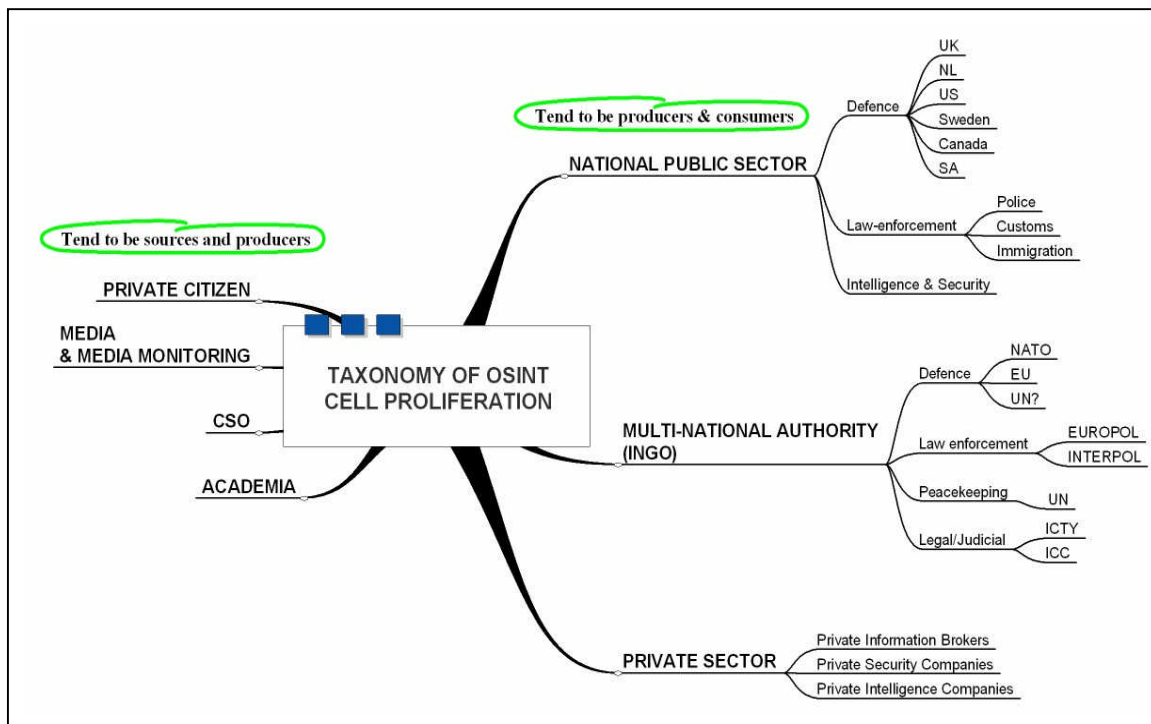 Tend to be producers & consumers
NATIONAL PUBLIC SECTOR
Defence
UK
NL
US
Sweden
Canada
SA
Law-enforcement
Police
Customs
Immigration
Intelligence & Security
Tend to be sources and producers
PRIVATE CITIZEN
MEDIA
& MEDIA MONITORING
CSO
ACADEMIA
TAXONOMY OF OSINT
CELL PROLIFERATION
MULTI-NATIONAL AUTHORITY
(INGO)
Defence
NATO
EU
UN?
Law enforcement
EUROPOL
INTERPOL
Peacekeeping
UN
Legal/Judicial
ICTY
ICC
PRIVATE SECTOR
Private Information Brokers
Private Security Companies
Private Intelligence Companies